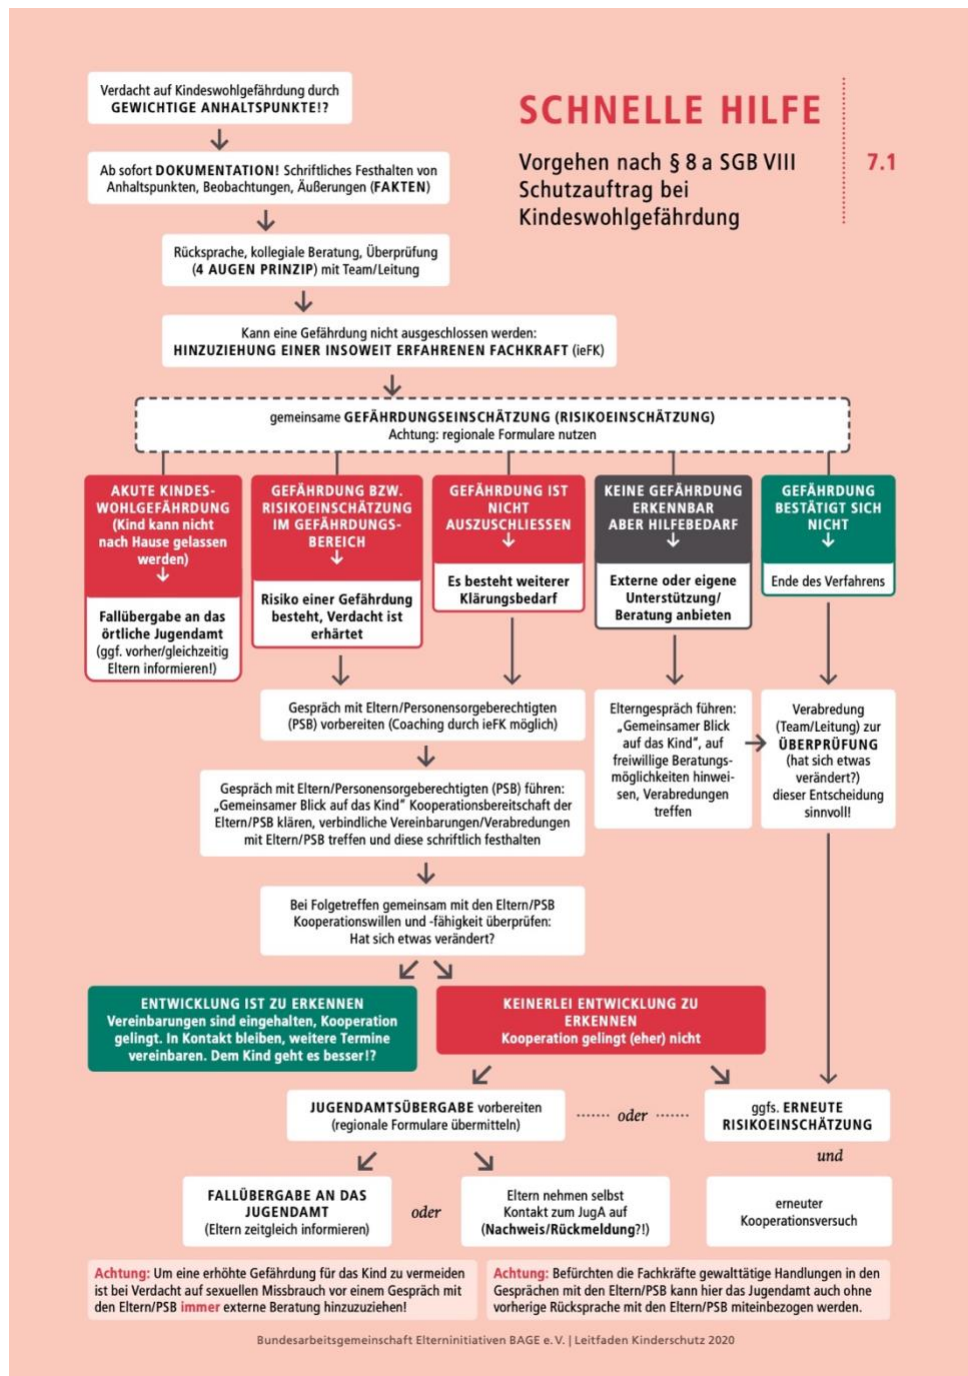 Verdacht auf Kindeswohlgefährdung durch
GEWICHTIGE ANHALTSPUNKTE!?
SCHNELLE HILFE
Vorgehen nach § 8 a SGB VIII
Schutzauftrag bei
Kindeswohlgefährdung
7.1
Ab sofort DOKUMENTATION! Schriftliches Festhalten von
Anhaltspunkten, Beobachtungen, Äußerungen (FAKTEN)
Rücksprache, kollegiale Beratung, Überprüfung
(4 AUGEN PRINZIP) mit Team/Leitung
Kann eine Gefährdung nicht ausgeschlossen werden:
HINZUZIEHUNG EINER INSOWEIT ERFAHRENEN FACHKRAFT (ieFK)
gemeinsame GEFÄHRDUNGSEINSCHÄTZUNG (RISIKOEINSCHÄTZUNG)
Achtung: regionale Formulare nutzen
AKUTE KINDES-
WOHLGEFÄHRDUNG
(Kind kann nicht
nach Hause gelassen
werden)
Fallübergabe an das
örtliche Jugendamt
(ggf. vorher/gleichzeitig
Eltern informieren!)
GEFÄHRDUNG BZW.
RISIKOEINSCHÄTZUNG
IM GEFÄHRDUNGS-
BEREICH
Risiko einer Gefährdung
besteht, Verdacht ist
erhärtet
GEFÄHRDUNG IST
NICHT
AUSZUSCHLIESSEN
Es besteht weiterer
Klärungsbedarf
KEINE GEFÄHRDUNG
ERKENNBAR
ABER HILFEBEDARF
Externe oder eigene
Unterstützung/
Beratung anbieten
GEFÄHRDUNG
BESTÄTIGT SICH
NICHT
Ende des Verfahrens
Gespräch mit Eltern/Personensorgeberechtigten
(PSB) vorbereiten (Coaching durch ieFK möglich)
Elterngespräch führen:
„Gemeinsamer Blick
auf das Kind“, auf
freiwillige Beratungs-
möglichkeiten hinwei-
sen, Verabredungen
treffen
Verabredung
(Team/Leitung) zur
ÜBERPRÜFUNG
(hat sich etwas
verändert?)
dieser Entscheidung
sinnvoll!
Gespräch mit Eltern/Personensorgeberechtigten (PSB) führen:
„Gemeinsamer Blick auf das Kind“ Kooperationsbereitschaft der
Eltern/PSB klären, verbindliche Vereinbarungen/Verabredungen
mit Eltern/PSB treffen und diese schriftlich festhalten
Bei Folgetreffen gemeinsam mit den Eltern/PSB
Kooperationswillen und -fähigkeit überprüfen:
Hat sich etwas verändert?
ENTWICKLUNG IST ZU ERKENNEN
Vereinbarungen sind eingehalten, Kooperation
gelingt. In Kontakt bleiben, weitere Termine
vereinbaren. Dem Kind geht es besser!?
KEINERLEI ENTWICKLUNG ZU
ERKENNEN
Kooperation gelingt (eher) nicht
JUGENDAMTSÜBERGABE vorbereiten
(regionale Formulare übermitteln)
....... oder .......
ggfs. ERNEUTE
RISIKOEINSCHÄTZUNG
und
FALLÜBERGABE AN DAS
JUGENDAMT
(Eltern zeitgleich informieren)
oder
Eltern nehmen selbst
Kontakt zum JugA auf
(Nachweis/Rückmeldung?!)
erneuter
Kooperationsversuch
Achtung: Um eine erhöhte Gefährdung für das Kind zu vermeiden
ist bei Verdacht auf sexuellen Missbrauch vor einem Gespräch mit
den Eltern/PSB immer externe Beratung hinzuzuziehen!
Achtung: Befürchten die Fachkräfte gewalttätige Handlungen in den
Gesprächen mit den Eltern/PSB kann hier das Jugendamt auch ohne
vorherige Rücksprache mit den Eltern/PSB miteinbezogen werden.
Bundesarbeitsgemeinschaft Elterninitiativen BAGE e. V. | Leitfaden Kinderschutz 2020